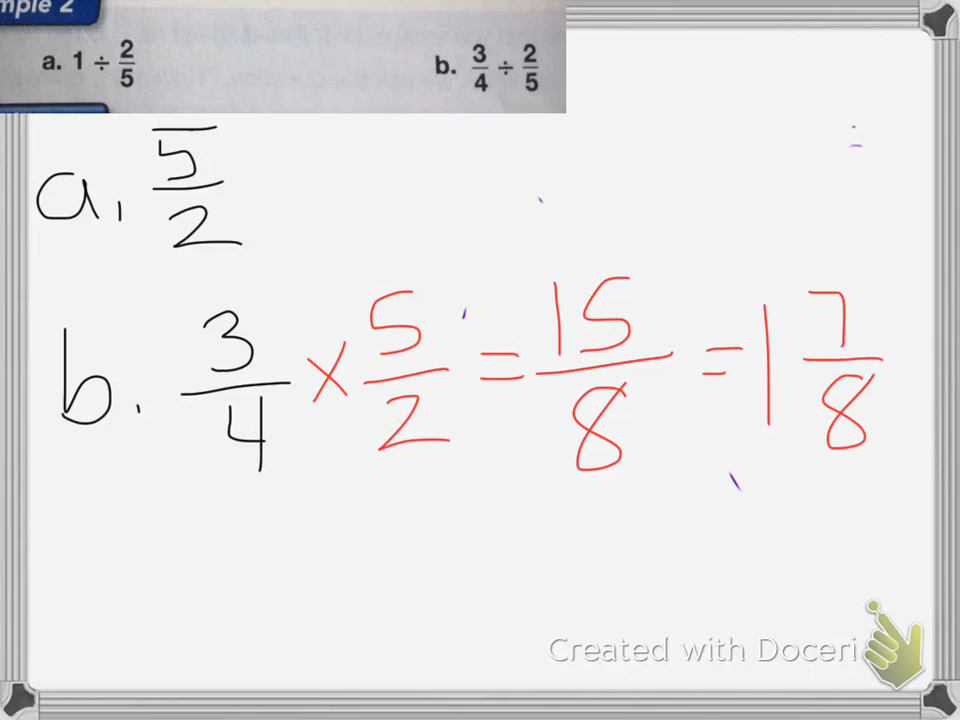 mple 2
a. 1 ÷ 2/5
b. 3/4 ÷ 2/5
a. 5/2
b. 3/4 × 5/2 = 15/8 = 1 7/8
Created with Doceri